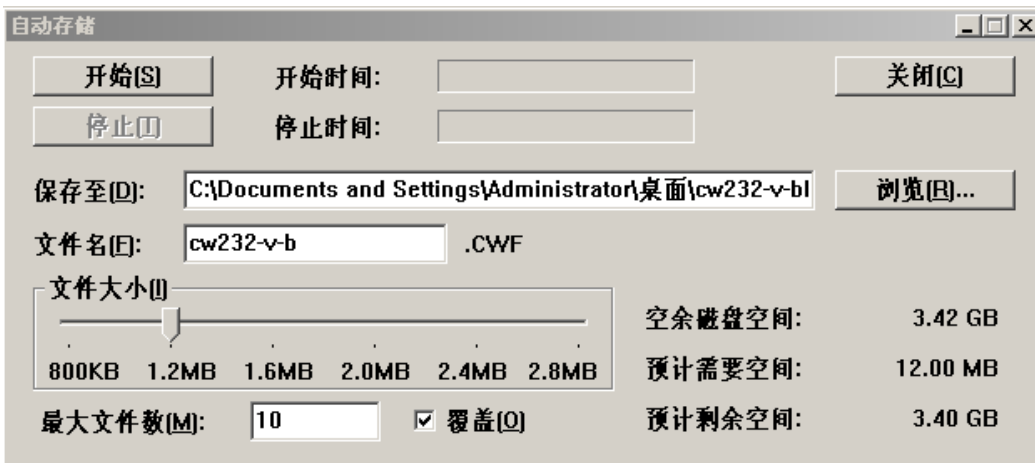 自动存储
开始(S) 开始时间: 关闭(C)
停止(T) 停止时间:
保存至(D): C:\Documents and Settings\Administrator\桌面\cw232-v-bl 浏览(R)...
文件名(F): cw232-v-b .CWF
文件大小(I)
空余磁盘空间: 3.42 GB
800KB 1.2MB 1.6MB 2.0MB 2.4MB 2.8MB 预计需要空间: 12.00 MB
最大文件数(M): 10 覆盖(O) 预计剩余空间: 3.40 GB